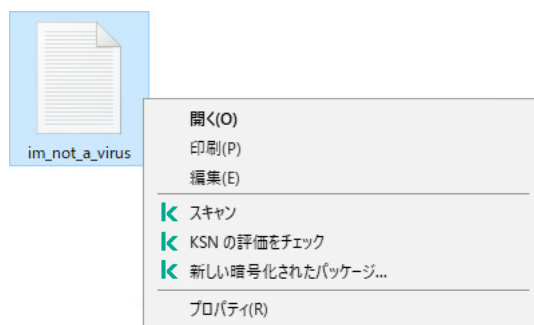 im_not_a_virus
開く(O)
印刷(P)
編集(E)
スキャン
KSN の評価をチェック
新しい暗号化されたパッケージ...
プロパティ(R)